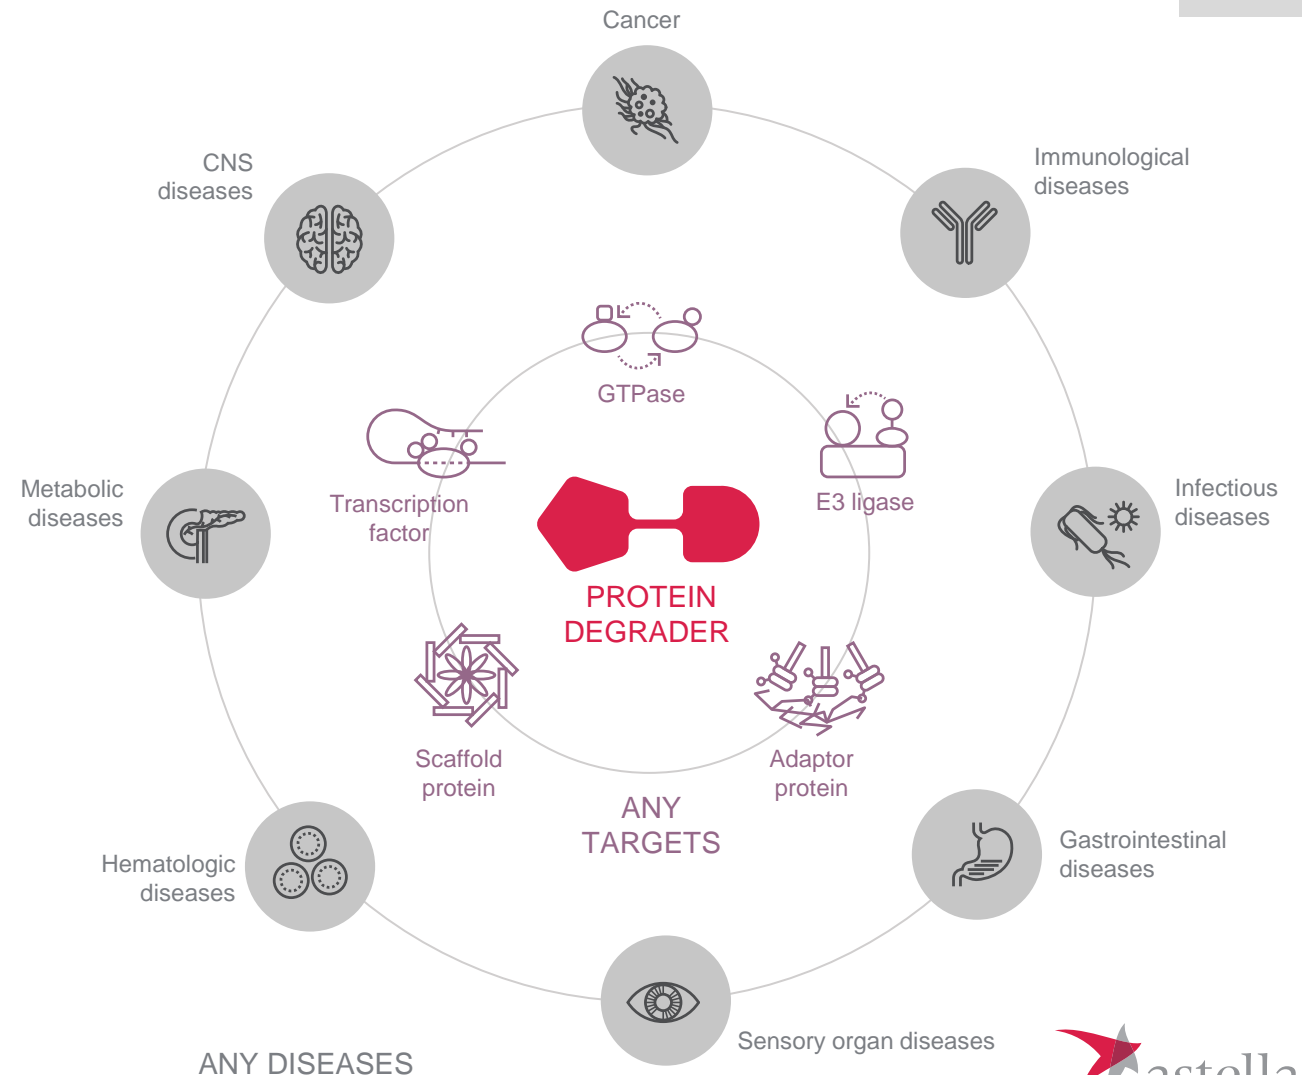 Cancer
CNS
diseases
Immunological
diseases
GTPase
Transcription
factor
E3 ligase
Metabolic
diseases
Infectious
diseases
PROTEIN
DEGRADER
Scaffold
protein
Adaptor
protein
ANY
TARGETS
Gastrointestinal
diseases
Hematologic
diseases
Sensory organ diseases
ANY DISEASES
astella